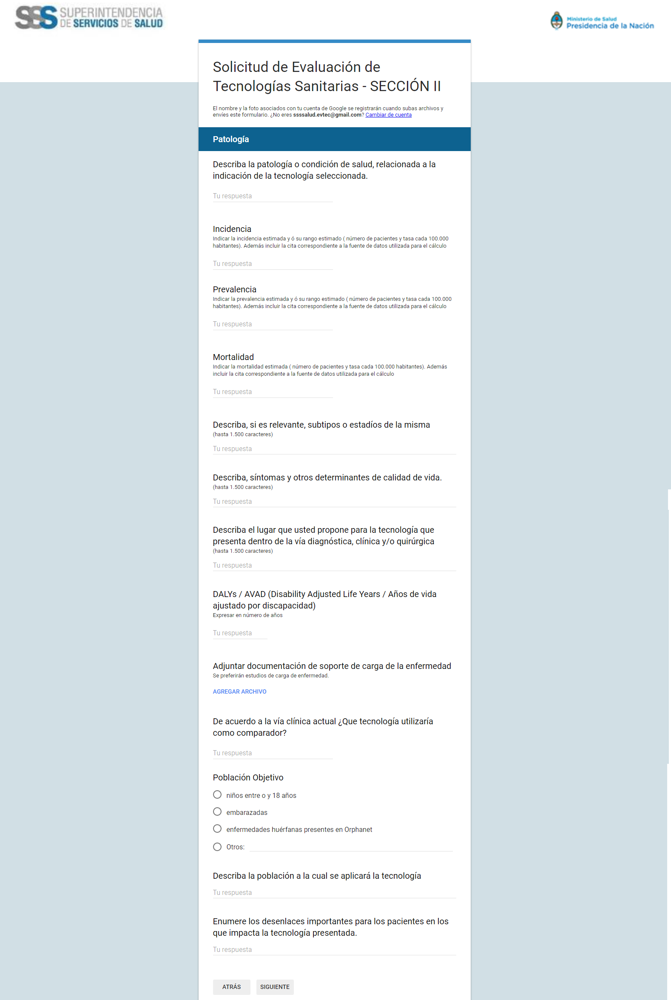 SSS SUPERINTENDENCIA
DE SERVICIOS DE SALUD
Ministerio de Salud
Presidencia de la Nación
Solicitud de Evaluación de
Tecnologías Sanitarias - SECCIÓN II
El nombre y la foto asociados con tu cuenta de Google se registrarán cuando subas archivos y
envíes este formulario. ¿No eres ssssalud.evtec@gmail.com? Cambiar de cuenta
Patología
Describa la patología o condición de salud, relacionada a la
indicación de la tecnología seleccionada.
Tu respuesta
Incidencia
Indicar la incidencia estimada y ó su rango estimado ( número de pacientes y tasa cada 100.000
habitantes). Además incluir la cita correspondiente a la fuente de datos utilizada para el cálculo
Tu respuesta
Prevalencia
Indicar la prevalencia estimada y ó su rango estimado ( número de pacientes y tasa cada 100.000
habitantes). Además incluir la cita correspondiente a la fuente de datos utilizada para el cálculo
Tu respuesta
Mortalidad
Indicar la mortalidad estimada ( número de pacientes y tasa cada 100.000 habitantes). Además
incluir la cita correspondiente a la fuente de datos utilizada para el cálculo
Tu respuesta
Describa, si es relevante, subtipos o estadíos de la misma
(hasta 1.500 caracteres)
Tu respuesta
Describa, síntomas y otros determinantes de calidad de vida.
(hasta 1.500 caracteres)
Tu respuesta
Describa el lugar que usted propone para la tecnología que
presenta dentro de la vía diagnóstica, clínica y/o quirúrgica
(hasta 1.500 caracteres)
Tu respuesta
DALYs / AVAD (Disability Adjusted Life Years / Años de vida
ajustado por discapacidad)
Expresar en número de años
Tu respuesta
Adjuntar documentación de soporte de carga de la enfermedad
Se preferirán estudios de carga de enfermedad.
AGREGAR ARCHIVO
De acuerdo a la vía clínica actual ¿Que tecnología utilizaría
como comparador?
Tu respuesta
Población Objetivo
niños entre o y 18 años
embarazadas
enfermedades huérfanas presentes en Orphanet
Otros:
Describa la población a la cual se aplicará la tecnología
Tu respuesta
Enumere los desenlaces importantes para los pacientes en los
que impacta la tecnología presentada.
Tu respuesta
ATRÁS SIGUIENTE